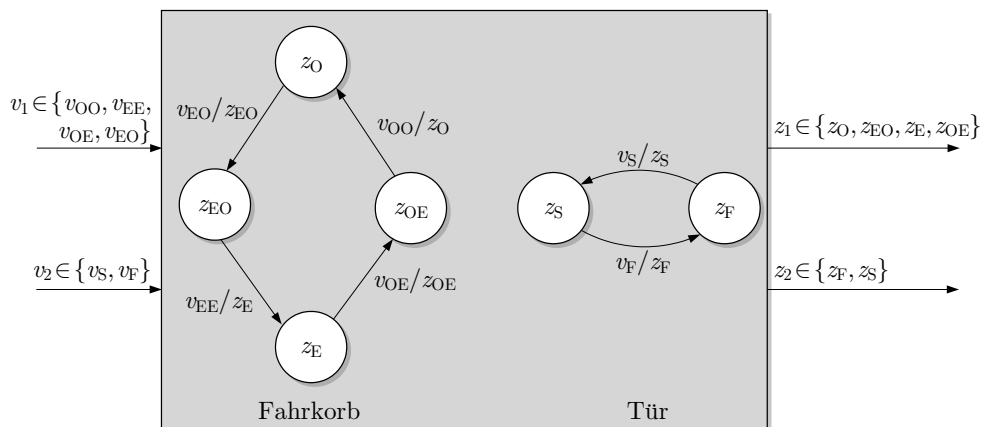 z_O
v_1 ∈ {v_OO, v_EE,
v_OE, v_EO}
v_EO/z_EO
v_OO/z_O
z_1 ∈ {z_O, z_EO, z_E, z_OE}
v_S/z_S
z_EO
z_OE
z_S
z_F
v_2 ∈ {v_S, v_F}
v_F/z_F
z_2 ∈ {z_F, z_S}
v_EE/z_E
v_OE/z_OE
z_E
Fahrkorb
Tür